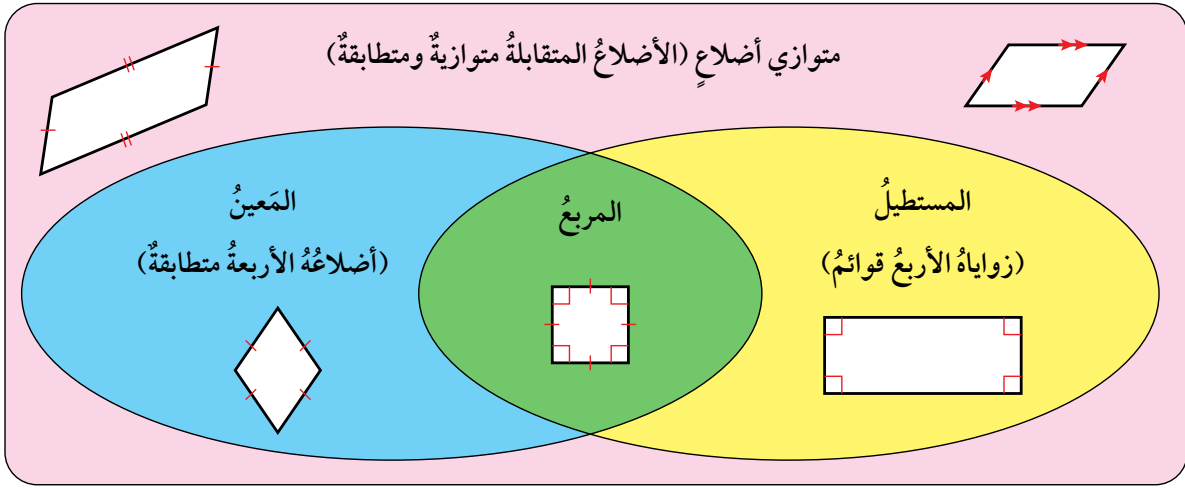 متوازي أضلاعٍ (الأضلاعُ المتقابلةُ متوازيةٌ ومتطابقةٌ)
المستطيلُ
(زواياهُ الأربعُ قوائمُ)
المربعُ
المَعينُ
(أضلاعُهُ الأربعةُ متطابقةٌ)